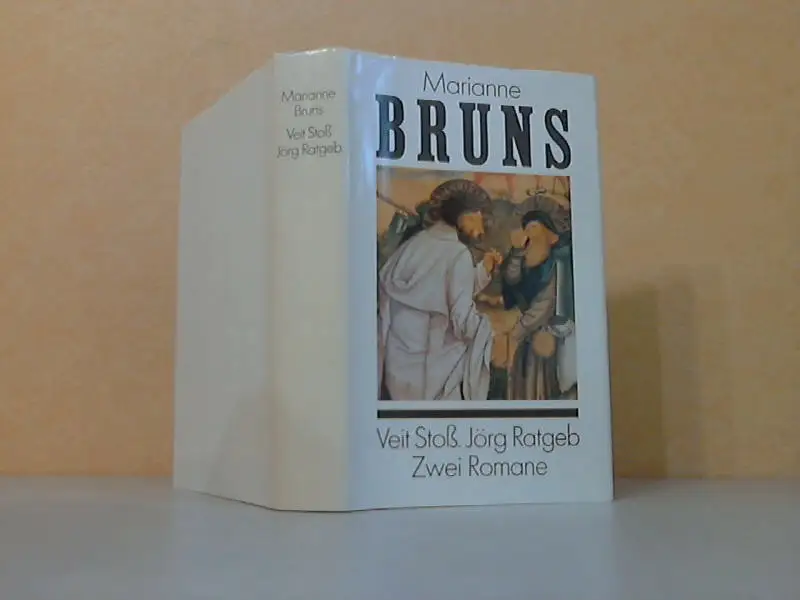 Marianne
Bruns
Veit Stoß
Jörg Ratgeb
Marianne
BRUNS
Veit Stoß. Jörg Ratgeb
Zwei Romane